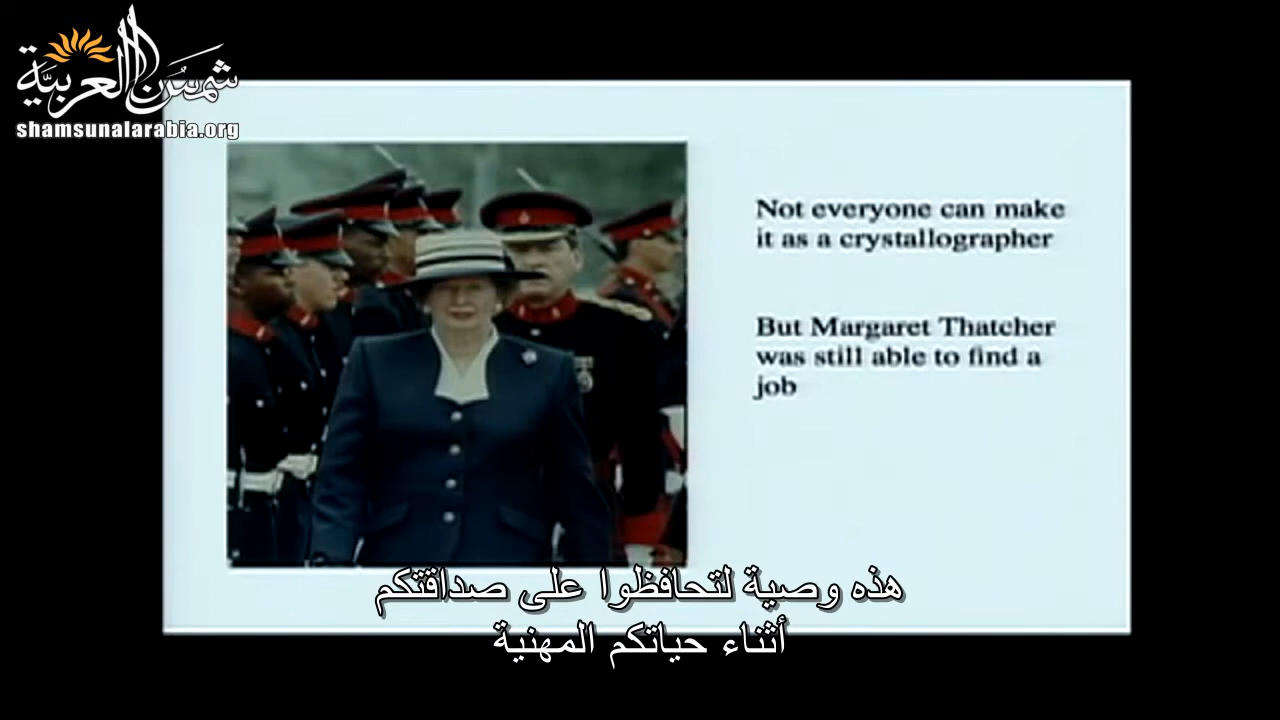 شمس العربية
shamsunalarabia.org
Not everyone can make
it as a crystallographer
But Margaret Thatcher
was still able to find a
job
هذه وصية لتحافظوا على صداقتكم
أثناء حياتكم المهنية